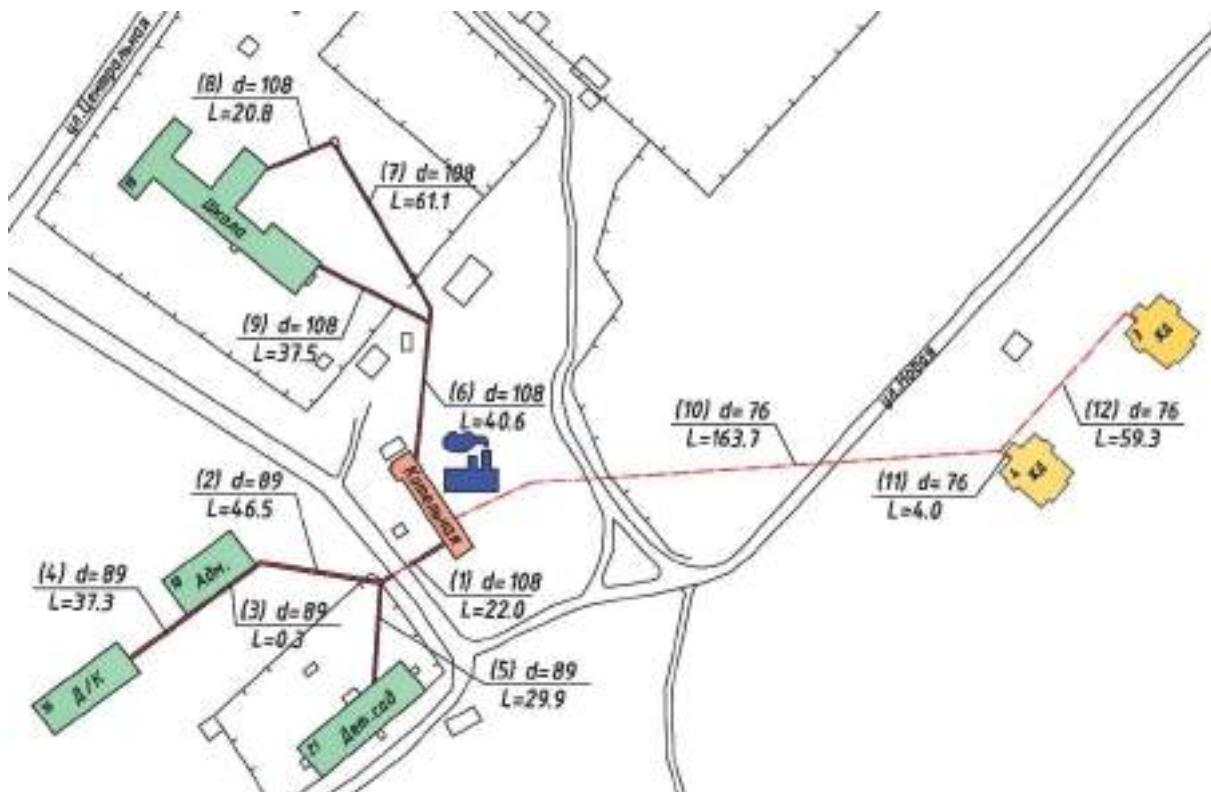 ул.Центральная
(8) d=108
L=20.8
(7) d=108
L=61.1
Школа
(9) d=108
L=37.5
(6) d=108
L=40.6
ул.Новая
Кд
(10) d=76
L=163.7
(12) d=76
L=59.3
Кд
(11) d=76
L=4.0
Котельная
(2) d=89
L=46.5
(4) d=89
L=37.3
Адм.
(3) d=89
L=0.3
(1) d=108
L=22.0
Д/К
(5) d=89
L=29.9
Дет.сад